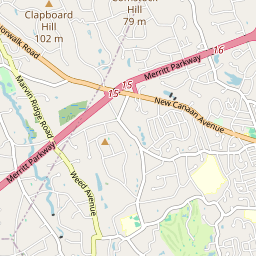 Clapboard
Hill
102 m
Hill
79 m
orwalk Road
16
15
Merritt Parkway
15
New Canaan Avenue
Marvin Ridge Road
Merritt Parkway
Weed Avenue